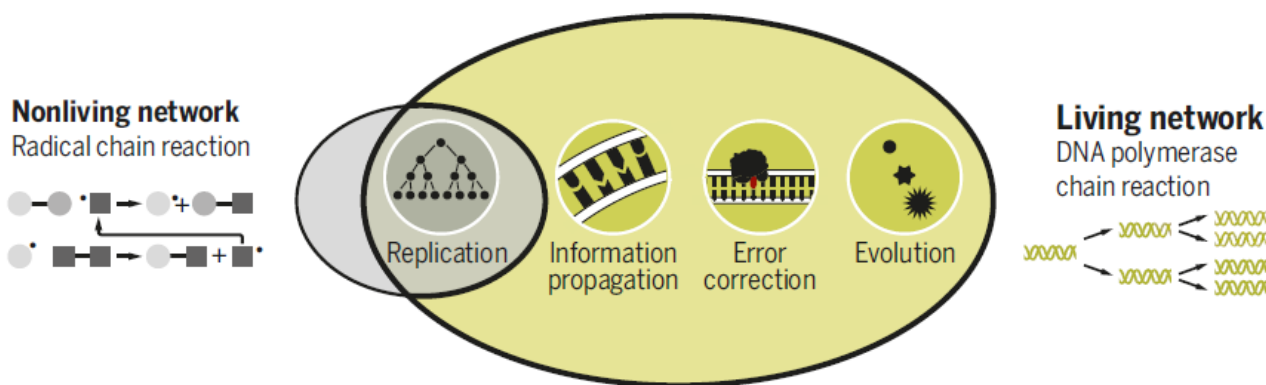 Nonliving network
Radical chain reaction
+
+
Replication
Information
propagation
Error
correction
Evolution
Living network
DNA polymerase
chain reaction